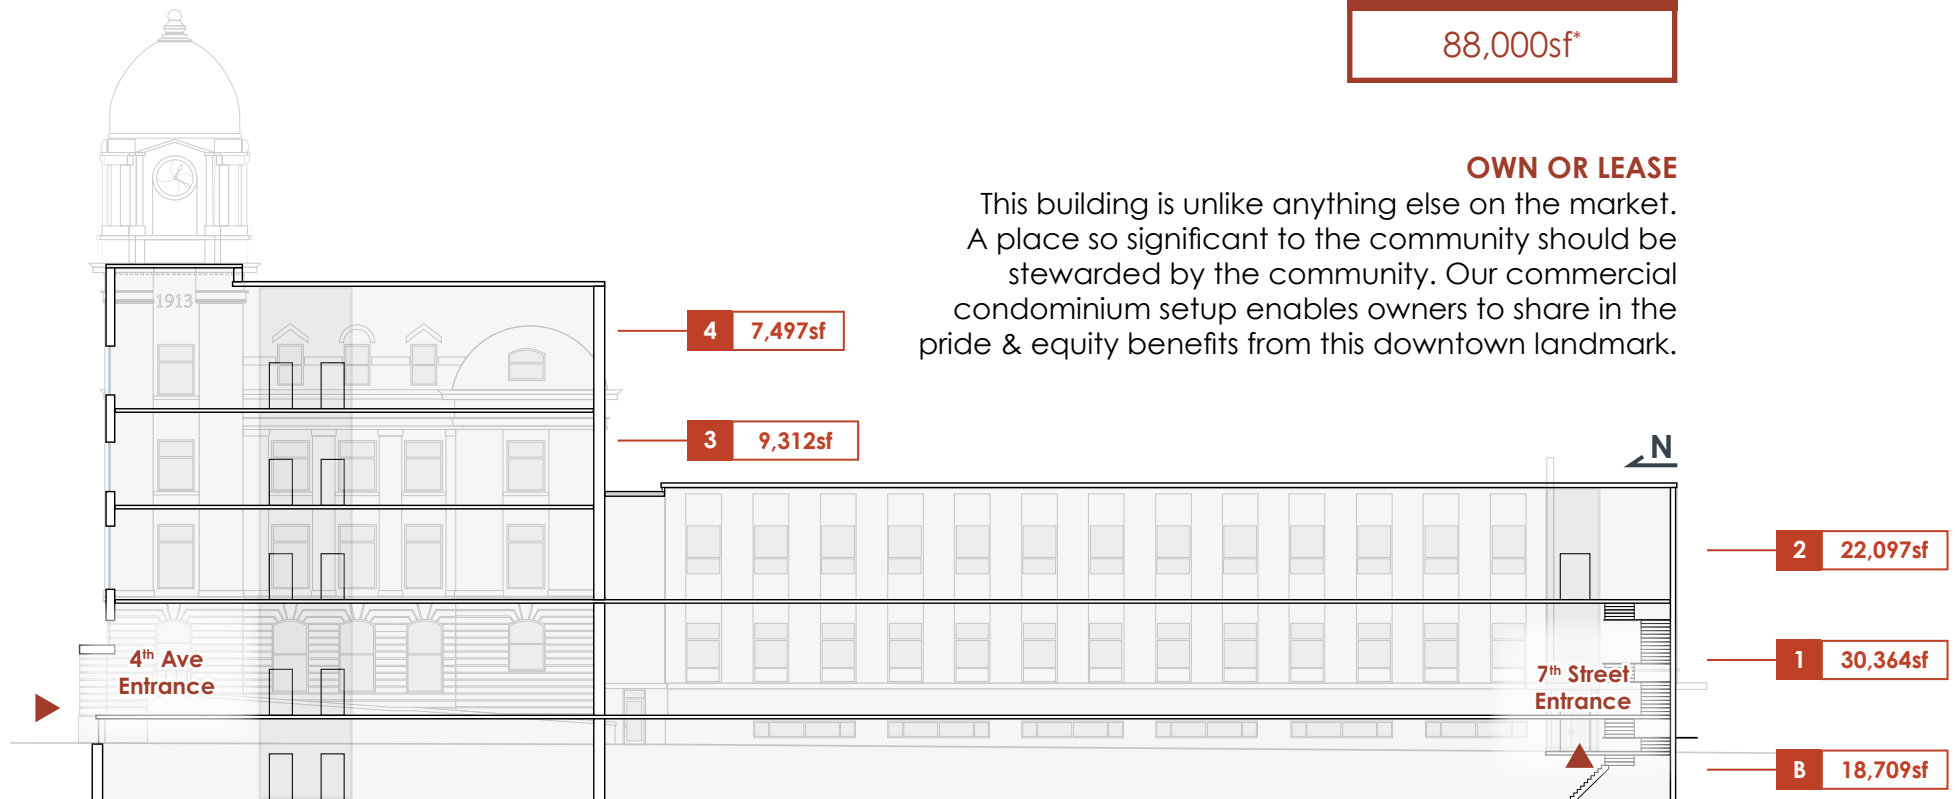 88,000sf*
OWN OR LEASE
This building is unlike anything else on the market.
A place so significant to the community should be
stewarded by the community. Our commercial
condominium setup enables owners to share in the
pride & equity benefits from this downtown landmark.
1913
4 7,497sf
3 9,312sf
N
2 22,097sf
1 30,364sf
B 18,709sf
4th Ave
Entrance
7th Street
Entrance